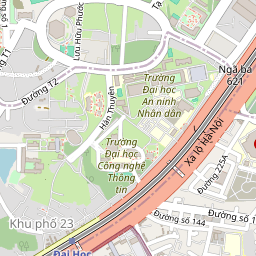 Lưu Hữu Phước
Đường T2
Hàn Thuyên
Trường
Đại học
An ninh
Nhân dân
Ngã ba
621
Xa lộ Hà Nội
Trường
Đại học
Công nghệ
Thông
tin
Đường 225A
Khu phố 23
Đường số 1
Đường số
144
Đại Học